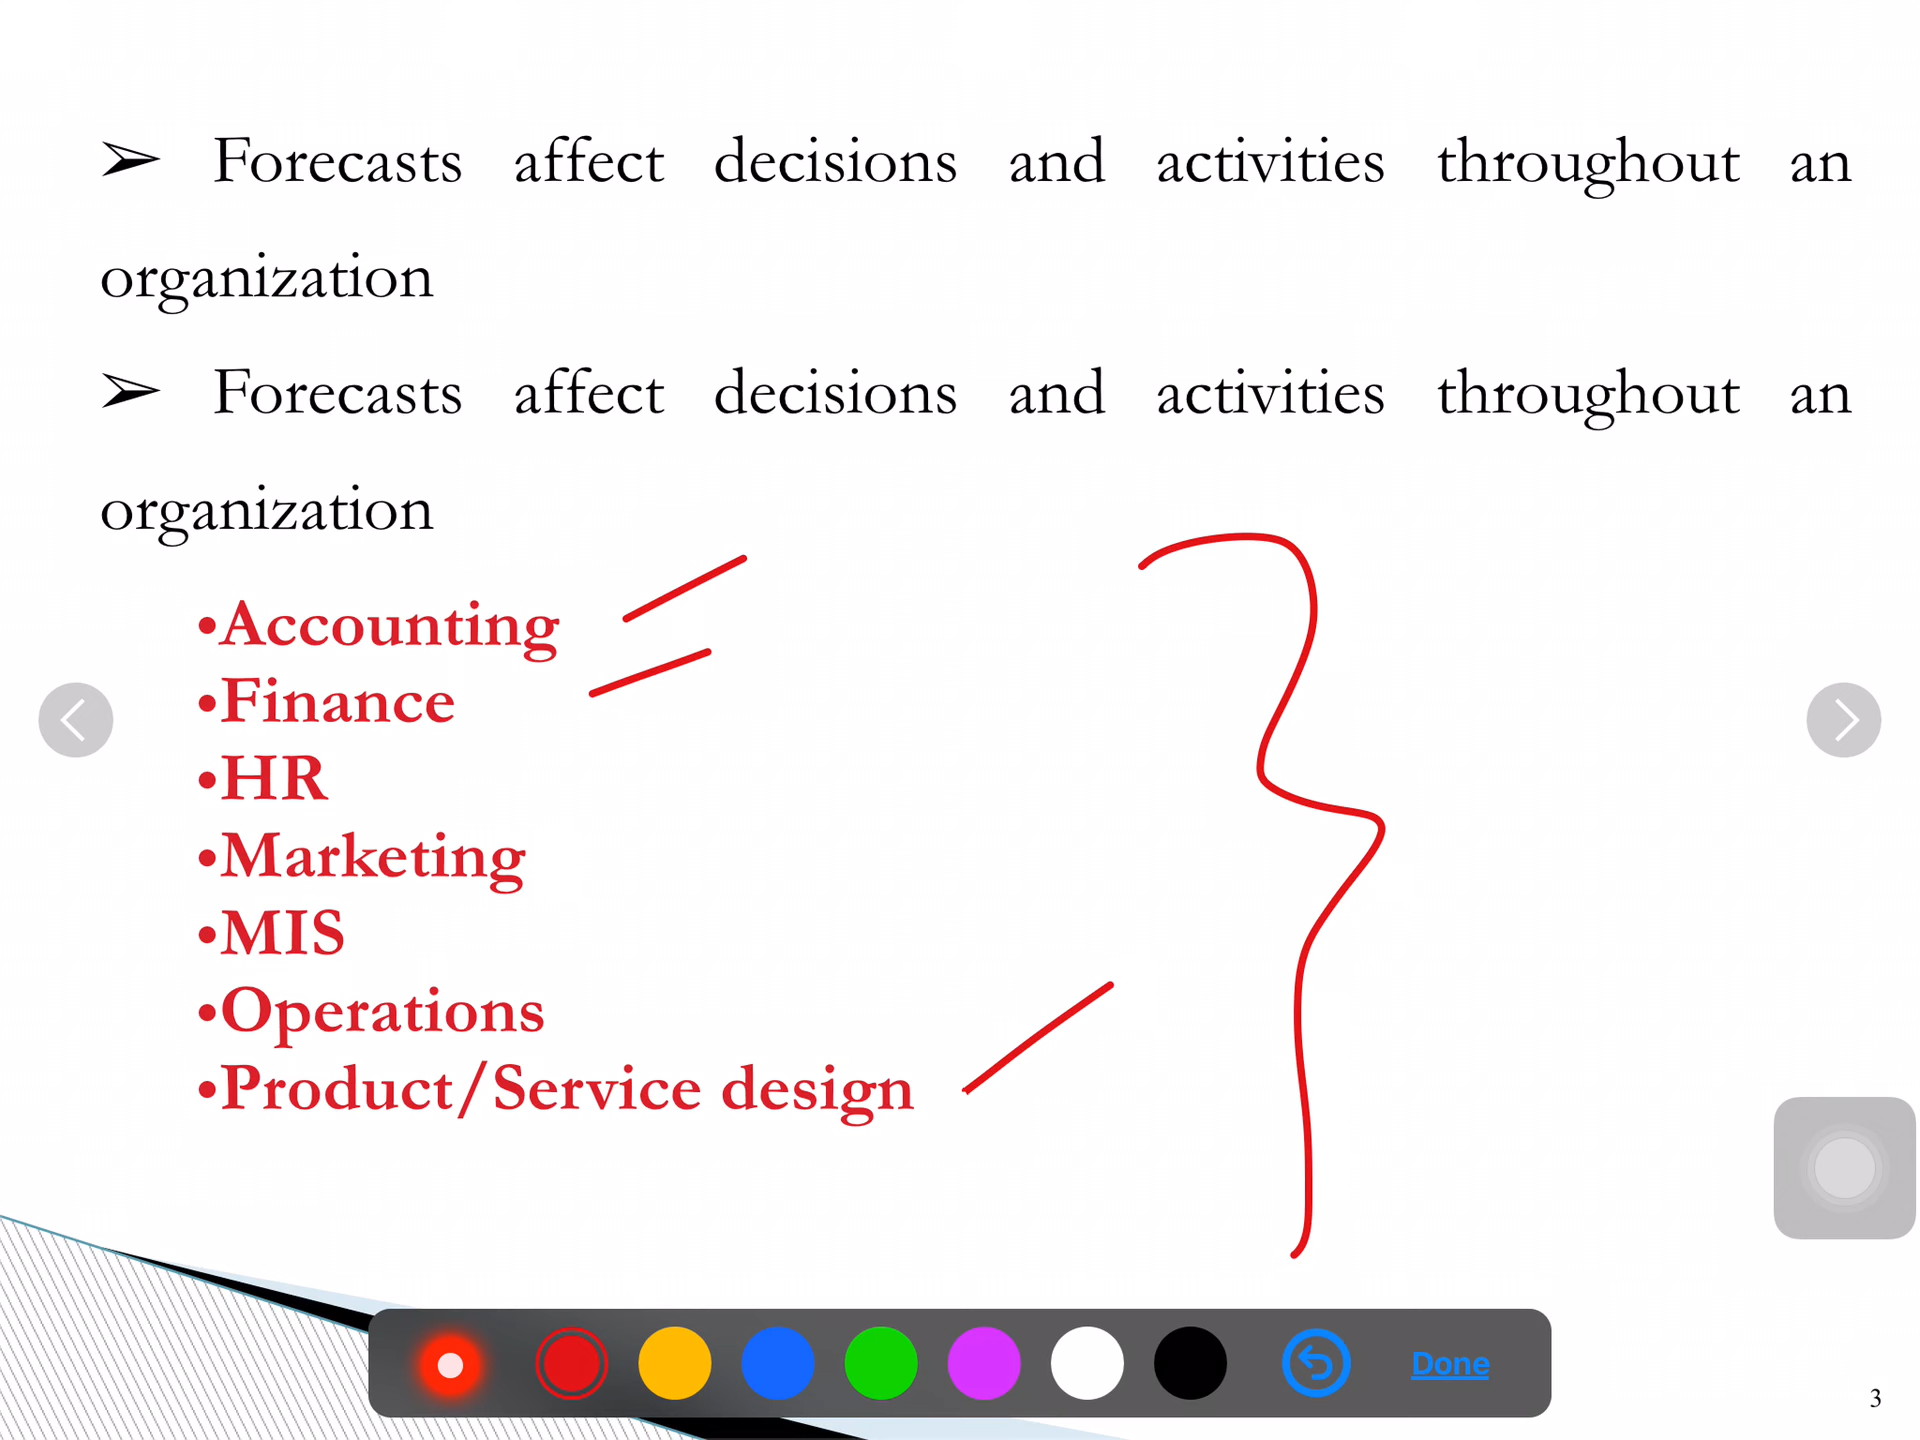 ➢ Forecasts affect decisions and activities throughout an
organization
➢ Forecasts affect decisions and activities throughout an
organization
•Accounting
•Finance
•HR
•Marketing
•MIS
•Operations
•Product/Service design
Done
3